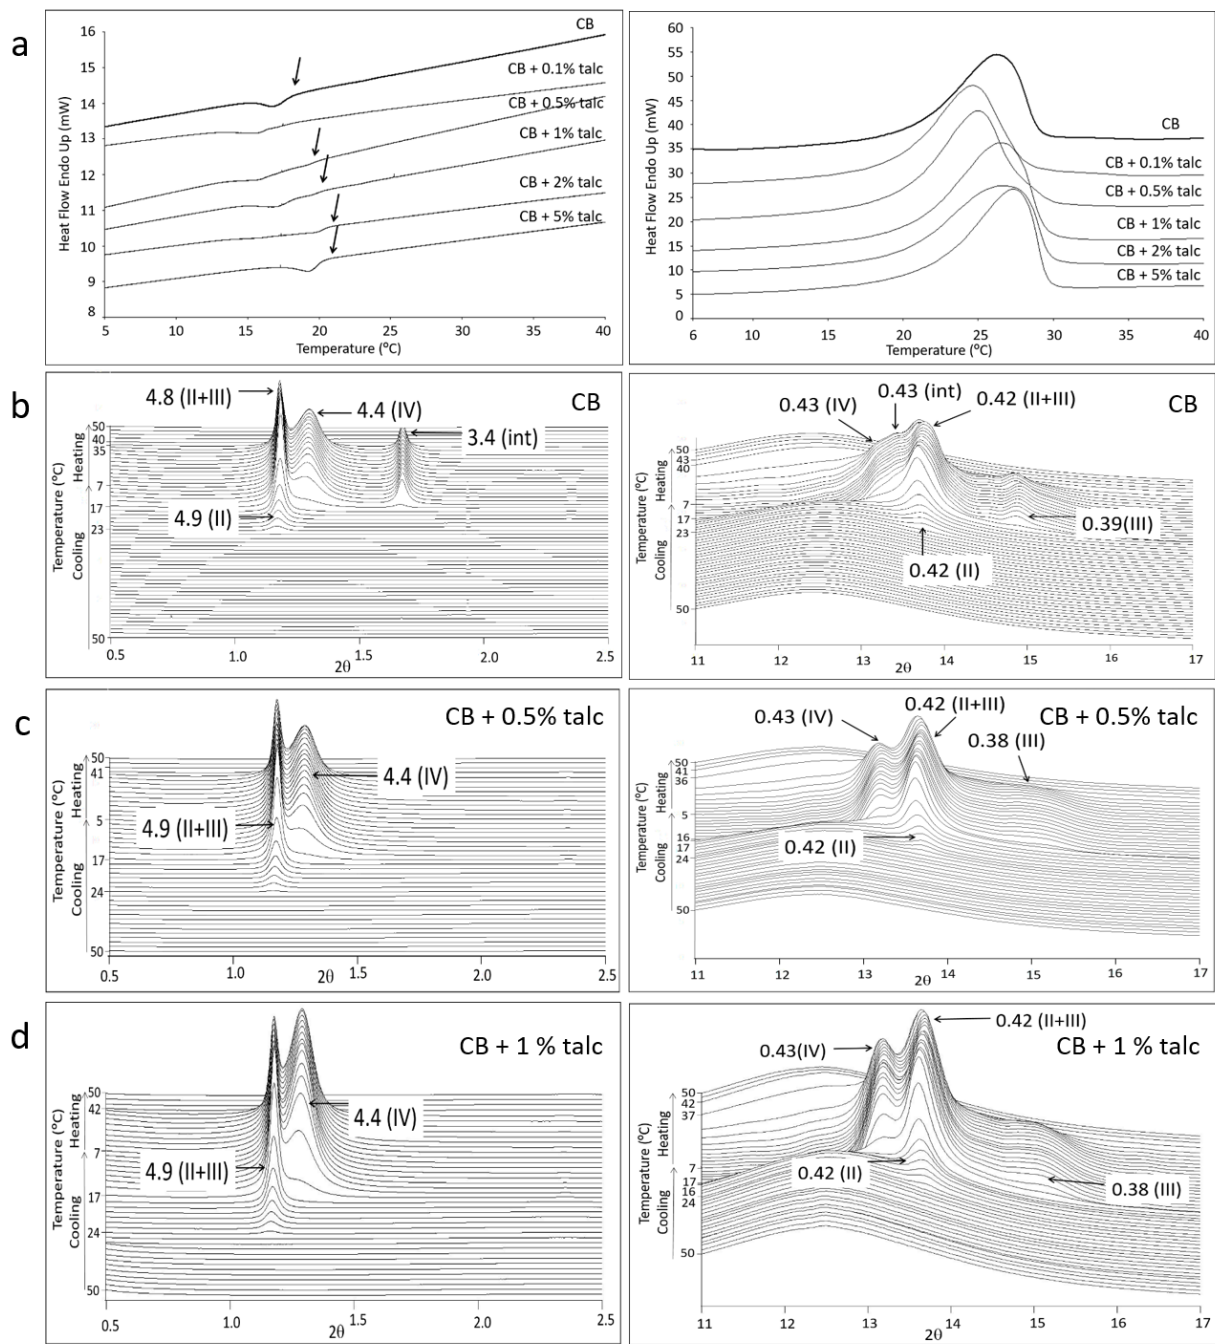 a
Heat Flow Endo Up (mW)
16
15
14
13
12
11
10
9
8
5
10
15
20
25
30
35
40
Temperature (°C)
CB
CB + 0.1% talc
CB + 0.5% talc
CB + 1% talc
CB + 2% talc
CB + 5% talc
Heat Flow Endo Up (mW)
60
55
50
45
40
35
30
25
20
15
10
5
0
6
10
15
20
25
30
35
40
Temperature (°C)
CB
CB + 0.1% talc
CB + 0.5% talc
CB + 1% talc
CB + 2% talc
CB + 5% talc
b
CB
4.8 (II+III)
4.4 (IV)
3.4 (int)
4.9 (II)
Temperature (°C)
Cooling
Heating
50
40
35
7
17
23
50
0.5
1.0
1.5
2.0
2.5
2θ
CB
0.43 (IV)
0.43 (int)
0.42 (II+III)
0.39(III)
0.42 (II)
Temperature (°C)
Cooling
Heating
50
43
40
7
17
23
50
11
12
13
14
15
16
17
2θ
c
CB + 0.5% talc
4.4 (IV)
4.9 (II+III)
Temperature (°C)
Cooling
Heating
50
41
5
17
24
50
0.5
1.0
1.5
2.0
2.5
2θ
CB + 0.5% talc
0.43 (IV)
0.42 (II+III)
0.38 (III)
0.42 (II)
Temperature (°C)
Cooling
Heating
50
41
36
5
16
17
24
50
11
12
13
14
15
16
17
2θ
d
CB + 1 % talc
4.4 (IV)
4.9 (II+III)
Temperature (°C)
Cooling
Heating
50
42
7
17
24
50
0.5
1.0
1.5
2.0
2.5
2θ
CB + 1 % talc
0.43(IV)
0.42 (II+III)
0.42 (II)
0.38 (III)
Temperature (°C)
Cooling
Heating
50
42
37
7
17
16
24
50
11
12
13
14
15
16
17
2θ